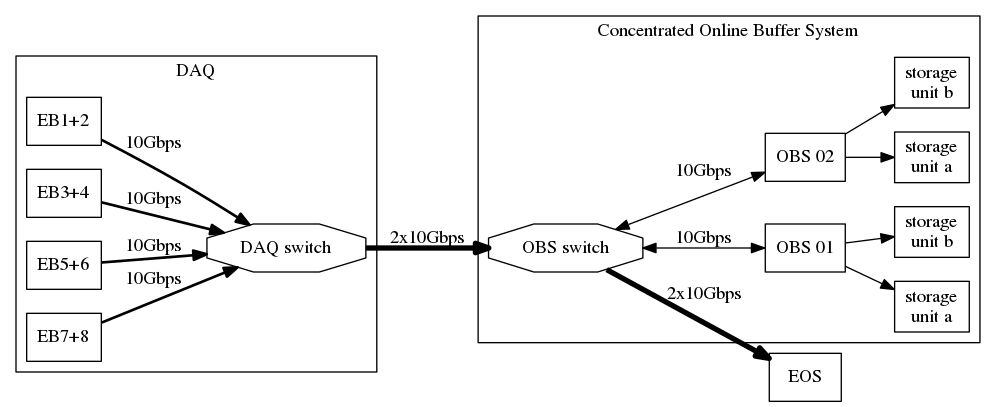 Concentrated Online Buffer System
DAQ
EB1+2
10Gbps
EB3+4
10Gbps
EB5+6
10Gbps
EB7+8
10Gbps
DAQ switch
2x10Gbps
OBS switch
10Gbps
10Gbps
2x10Gbps
OBS 02
OBS 01
storage
unit b
storage
unit a
storage
unit b
storage
unit a
EOS